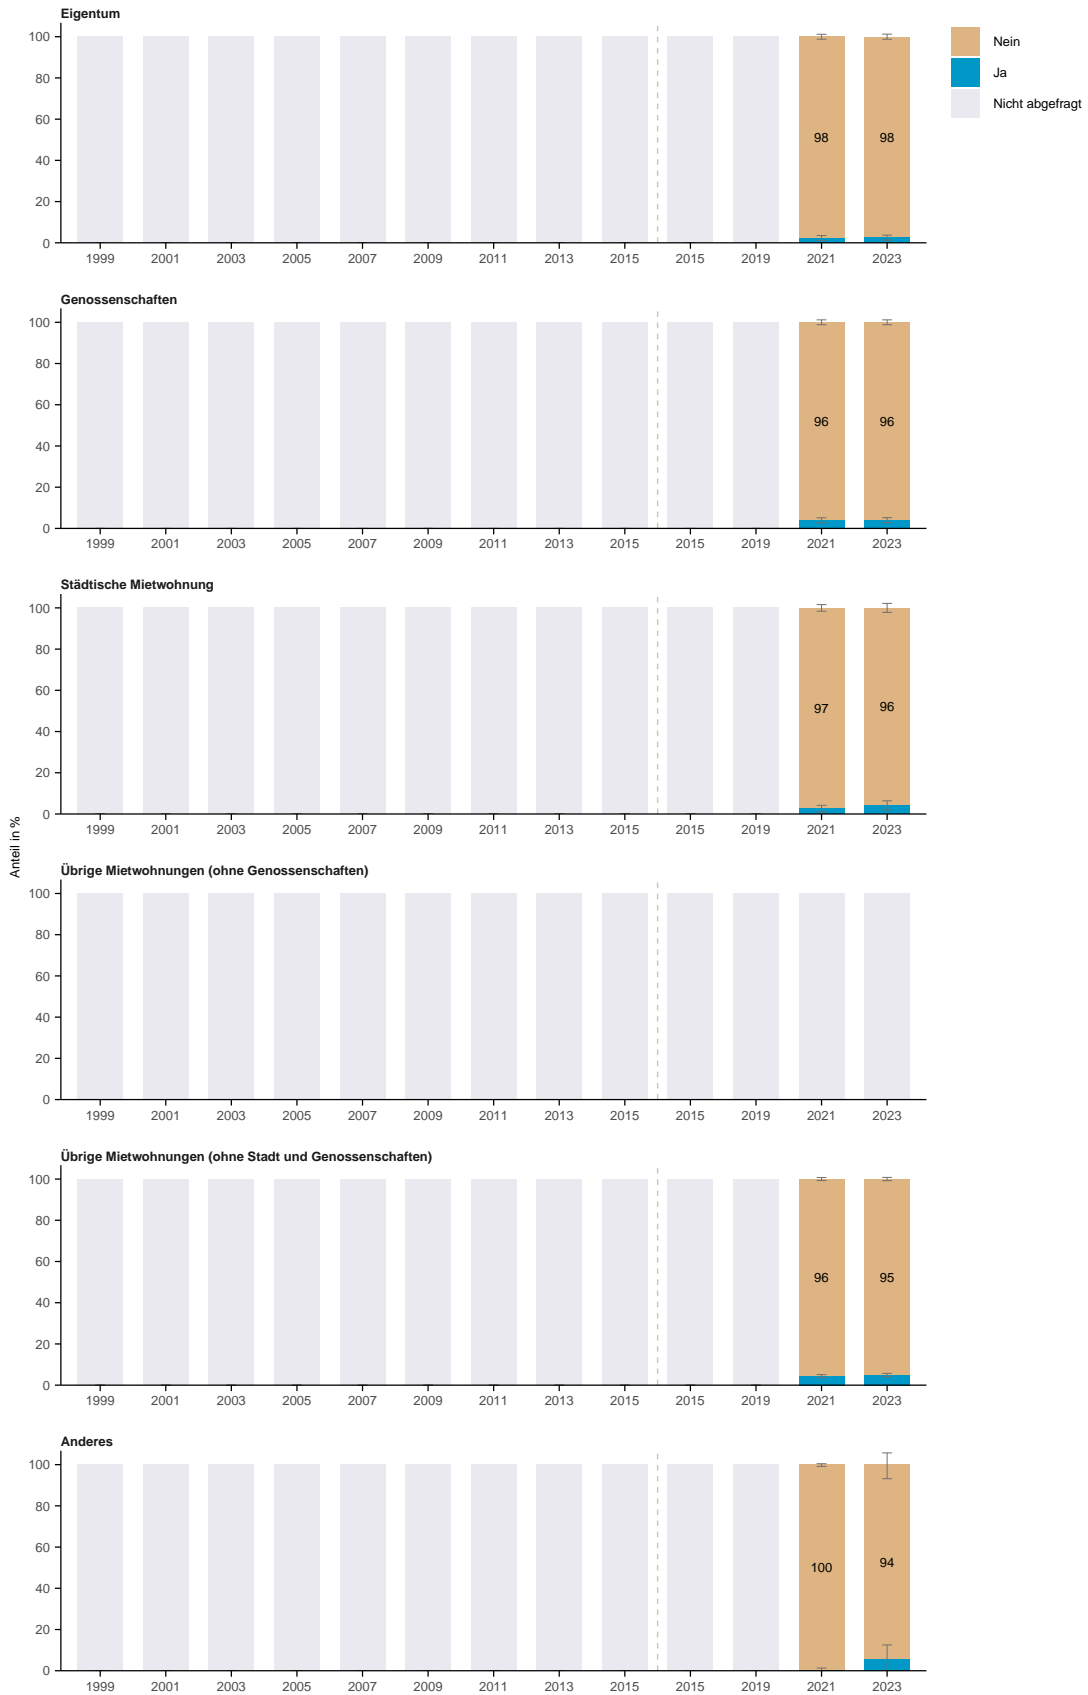 Eigentum
100
80
60
40
20
0
98 98
1999 2001 2003 2005 2007 2009 2011 2013 2015 2015 2019 2021 2023
Nein
Ja
Nicht abgefragt
Genossenschaften
100
80
60
40
20
0
96 96
1999 2001 2003 2005 2007 2009 2011 2013 2015 2015 2019 2021 2023
Städtische Mietwohnung
100
80
60
40
20
0
97 96
1999 2001 2003 2005 2007 2009 2011 2013 2015 2015 2019 2021 2023
Anteil in %
Übrige Mietwohnungen (ohne Genossenschaften)
100
80
60
40
20
0
1999 2001 2003 2005 2007 2009 2011 2013 2015 2015 2019 2021 2023
Übrige Mietwohnungen (ohne Stadt und Genossenschaften)
100
80
60
40
20
0
96 95
1999 2001 2003 2005 2007 2009 2011 2013 2015 2015 2019 2021 2023
Anderes
100
80
60
40
20
0
100 94
1999 2001 2003 2005 2007 2009 2011 2013 2015 2015 2019 2021 2023